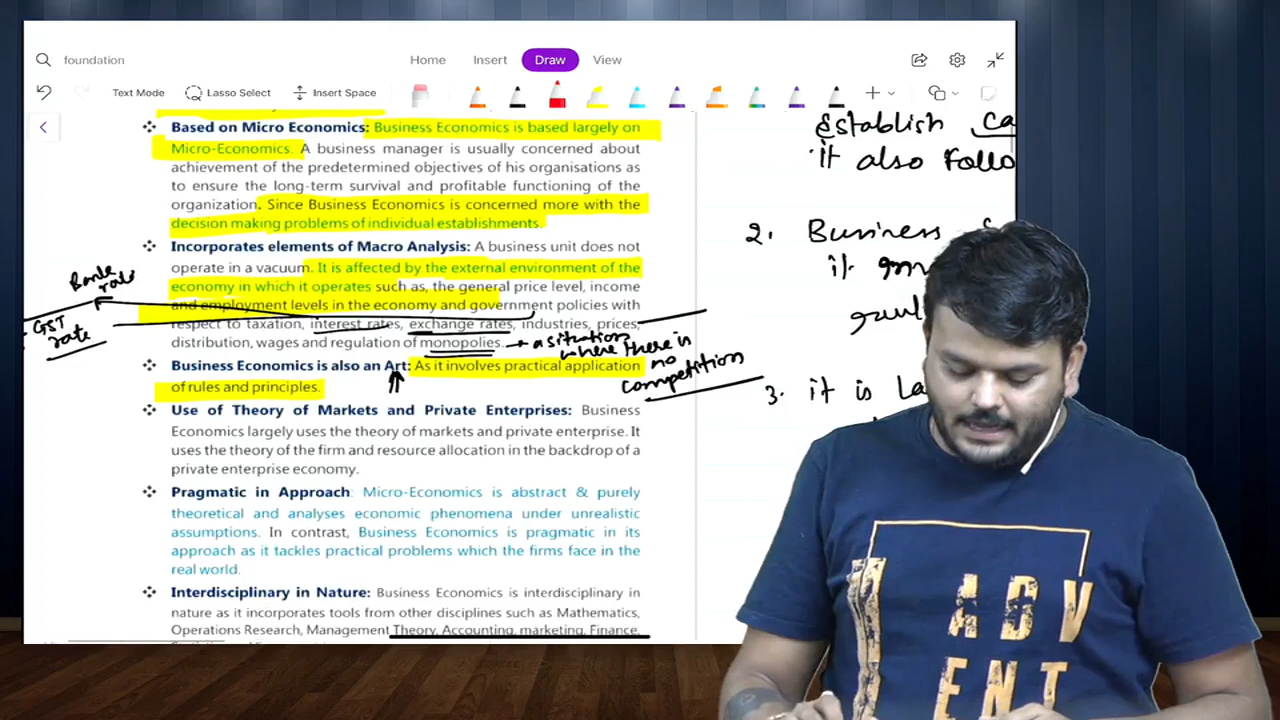 foundation
Home Insert Draw View
Text Mode Lasso Select Insert Space
Based on Micro Economics: Business Economics is based largely on
Micro-Economics. A business manager is usually concerned about
achievement of the predetermined objectives of his organisations as
to ensure the long-term survival and profitable functioning of the
organization. Since Business Economics is concerned more with the
decision making problems of individual establishments.
Incorporates elements of Macro Analysis: A business unit does not
operate in a vacuum. It is affected by the external environment of the
economy in which it operates such as, the general price level, income
and employment levels in the economy and government policies with
respect to taxation, interest rates, exchange rates, industries, prices,
distribution, wages and regulation of monopolies.
Business Economics is also an Art: As it involves practical application
of rules and principles.
Use of Theory of Markets and Private Enterprises: Business
Economics largely uses the theory of markets and private enterprise. It
uses the theory of the firm and resource allocation in the backdrop of a
private enterprise economy.
Pragmatic in Approach: Micro-Economics is abstract & purely
theoretical and analyses economic phenomena under unrealistic
assumptions. In contrast, Business Economics is pragmatic in its
approach as it tackles practical problems which the firms face in the
real world.
Interdisciplinary in Nature: Business Economics is interdisciplinary in
nature as it incorporates tools from other disciplines such as Mathematics,
Operations Research, Management Theory, Accounting, marketing, Finance,
Bank
rate
GST
rate
a situation
where there is
no
competition
Establish Ca
it also Follo
2. Business
it
3. it is La
ADV
ENT